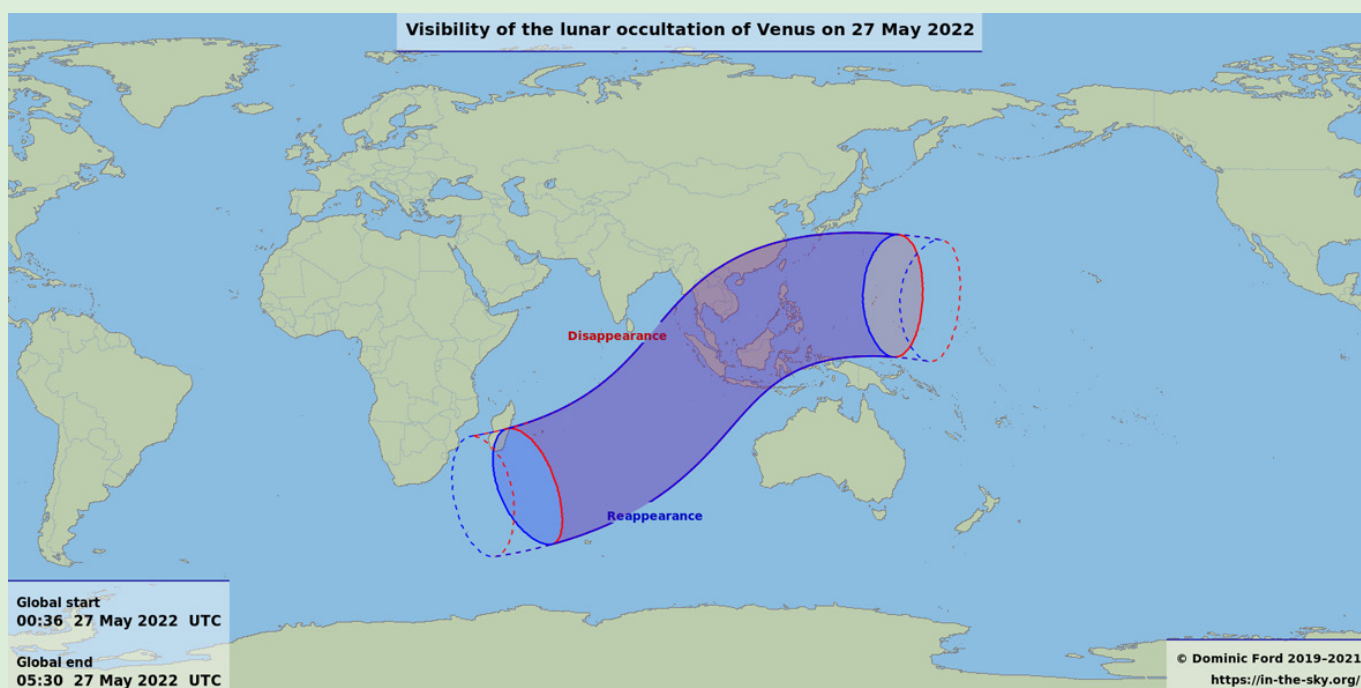 Visibility of the lunar occultation of Venus on 27 May 2022
Disappearance
Reappearance
Global start
00:36 27 May 2022 UTC
Global end
05:30 27 May 2022 UTC
© Dominic Ford 2019–2021
https://in-the-sky.org/